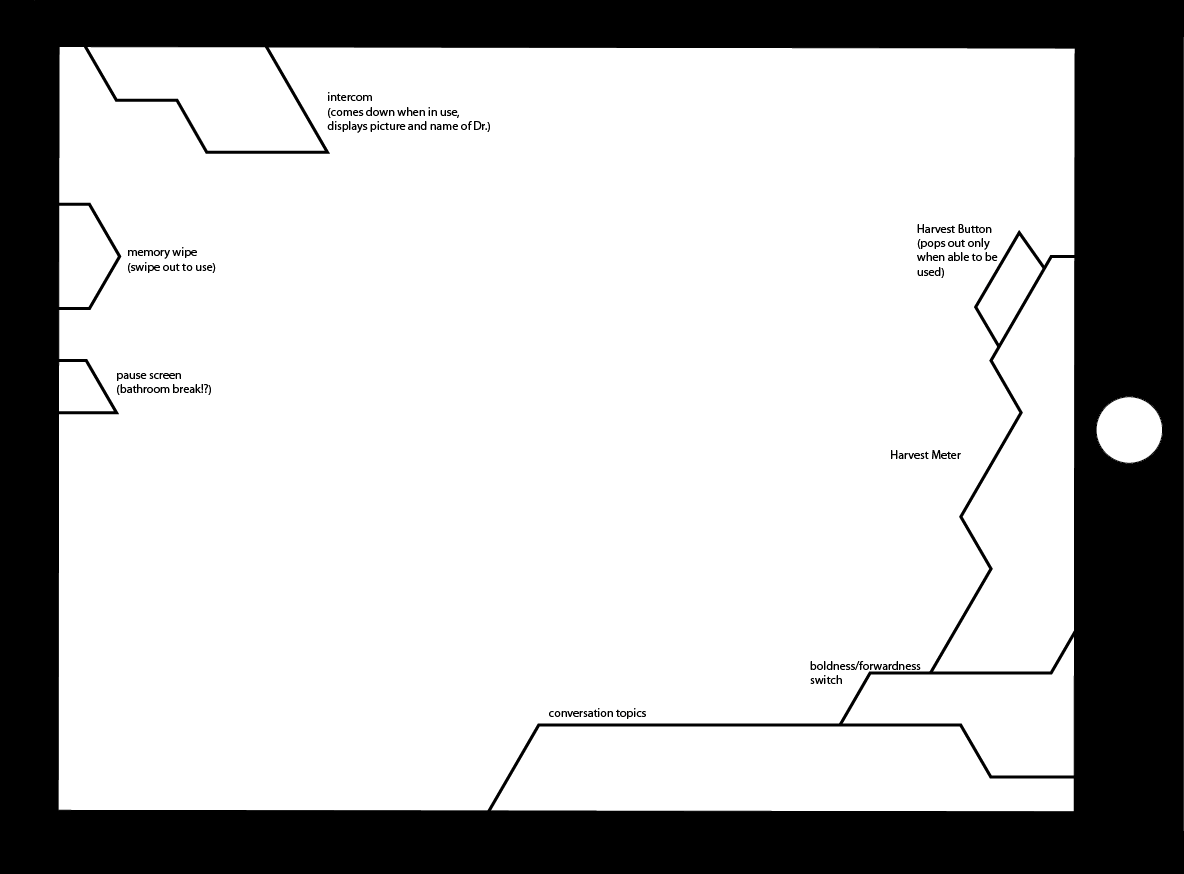 intercom
(comes down when in use,
displays picture and name of Dr.)
memory wipe
(swipe out to use)
pause screen
(bathroom break!?)
Harvest Button
(pops out only
when able to be
used)
Harvest Meter
boldness/forwardness
switch
conversation topics